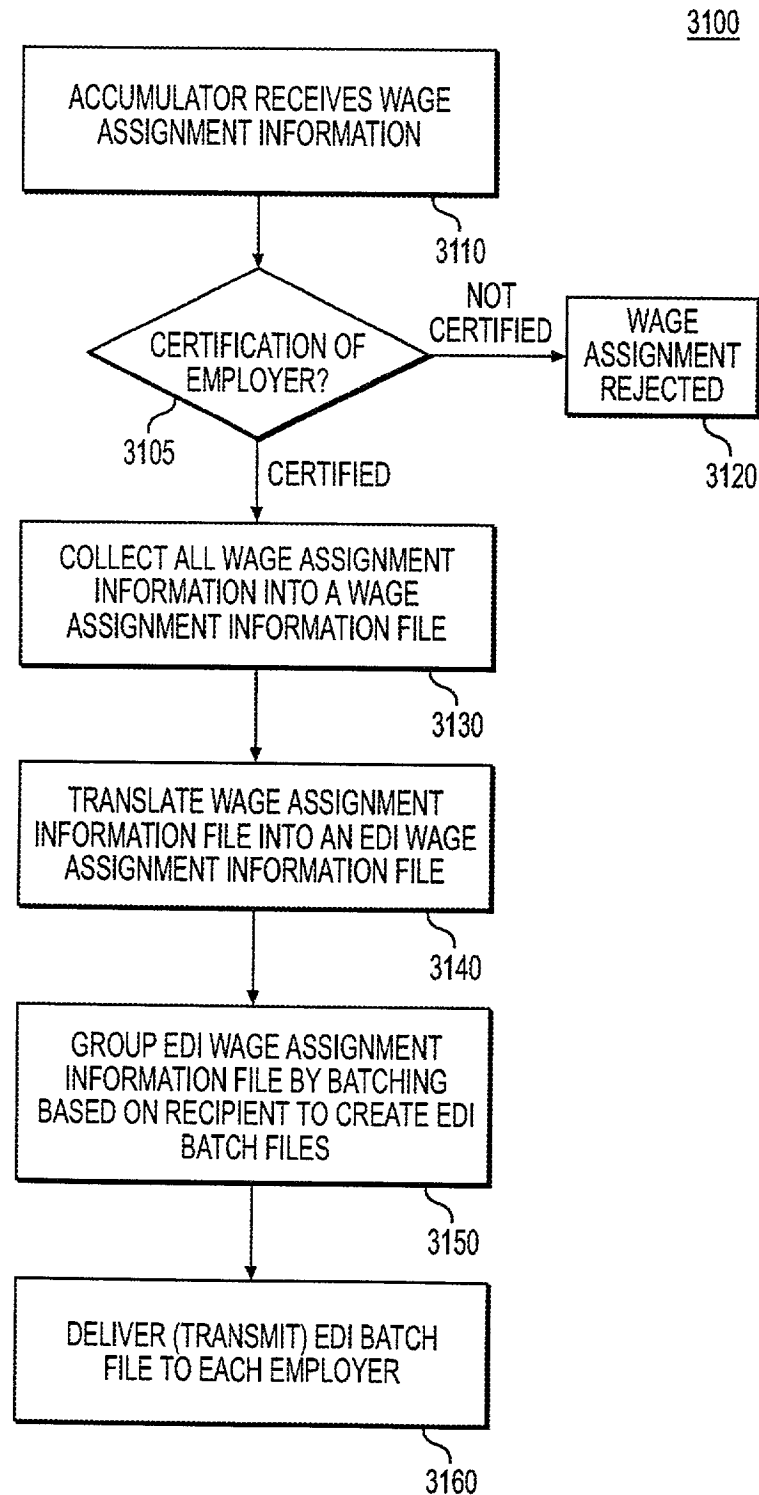 3100
ACCUMULATOR RECEIVES WAGE
ASSIGNMENT INFORMATION
3110
CERTIFICATION OF
EMPLOYER?
3105
NOT
CERTIFIED
WAGE
ASSIGNMENT
REJECTED
3120
CERTIFIED
COLLECT ALL WAGE ASSIGNMENT
INFORMATION INTO A WAGE
ASSIGNMENT INFORMATION FILE
3130
TRANSLATE WAGE ASSIGNMENT
INFORMATION FILE INTO AN EDI WAGE
ASSIGNMENT INFORMATION FILE
3140
GROUP EDI WAGE ASSIGNMENT
INFORMATION FILE BY BATCHING
BASED ON RECIPIENT TO CREATE EDI
BATCH FILES
3150
DELIVER (TRANSMIT) EDI BATCH
FILE TO EACH EMPLOYER
3160